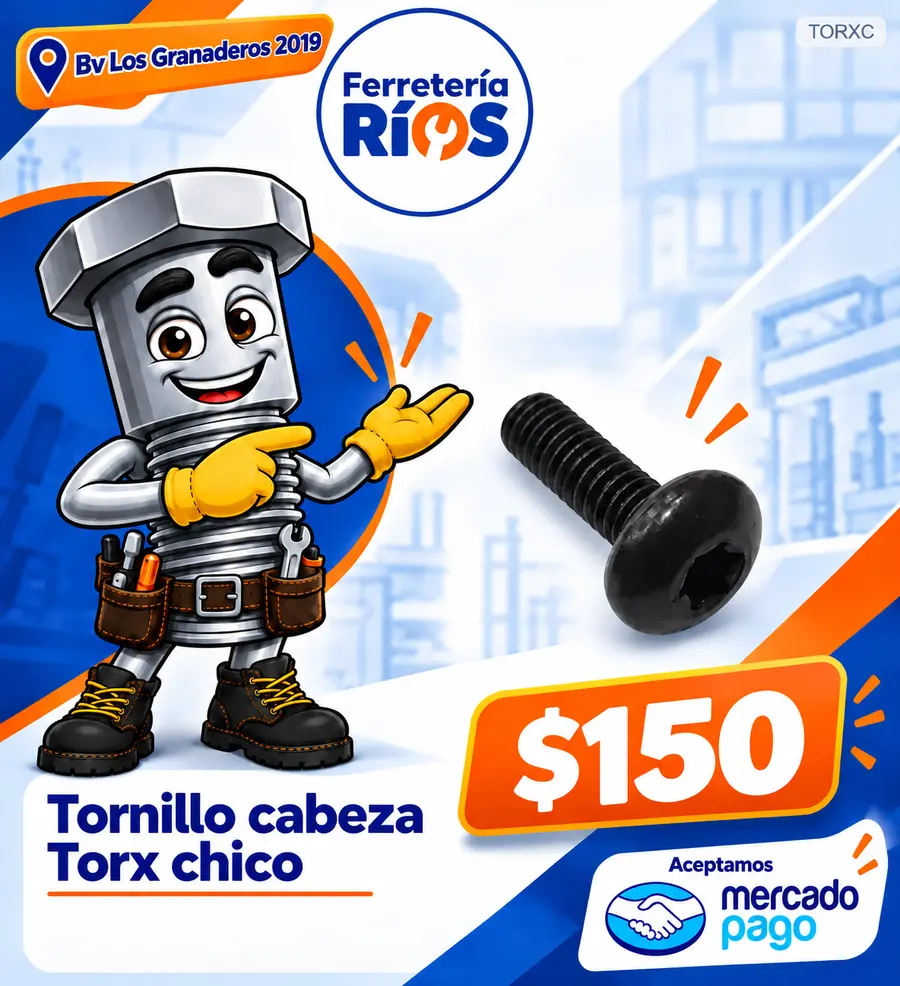 Bv Los Granaderos 2019
Ferretería
RÍOS
TORXC
$150
Tornillo cabeza
Torx chico
Aceptamos
mercado
pago